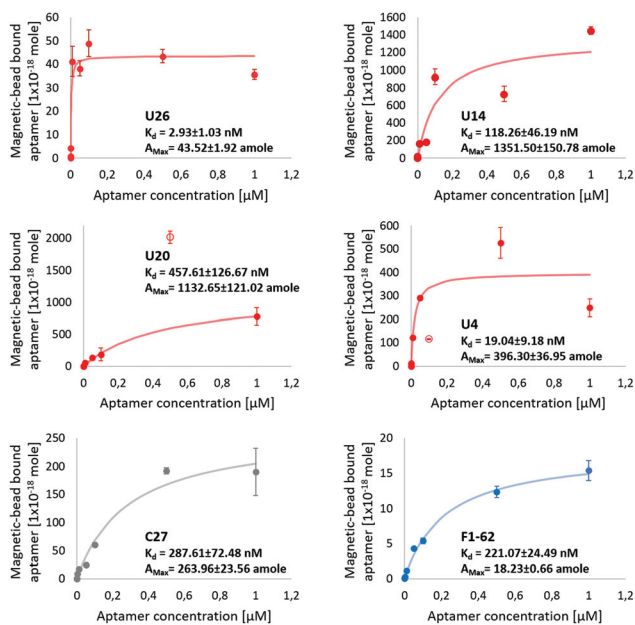 Magnetic-bead bound
aptamer [1x10-18 mole]
60
50
40
30
20
10
0
U26
Kd = 2.93±1.03 nM
AMax = 43.52±1.92 amole
0 0,2 0,4 0,6 0,8 1 1,2
Aptamer concentration [µM]
Magnetic-bead bound
aptamer [1x10-18 mole]
1600
1400
1200
1000
800
600
400
200
0
U14
Kd = 118.26±46.19 nM
AMax = 1351.50±150.78 amole
0 0,2 0,4 0,6 0,8 1 1,2
Aptamer concentration [µM]
Magnetic-bead bound
aptamer [1x10-18 mole]
2000
1500
1000
500
0
U20
Kd = 457.61±126.67 nM
AMax = 1132.65±121.02 amole
0 0,2 0,4 0,6 0,8 1 1,2
Aptamer concentration [µM]
Magnetic-bead bound
aptamer [1x10-18 mole]
600
500
400
300
200
100
0
U4
Kd = 19.04±9.18 nM
AMax = 396.30±36.95 amole
0 0,2 0,4 0,6 0,8 1 1,2
Aptamer concentration [µM]
Magnetic-bead bound
aptamer [1x10-18 mole]
250
200
150
100
50
0
C27
Kd = 287.61±72.48 nM
AMax = 263.96±23.56 amole
0 0,2 0,4 0,6 0,8 1 1,2
Aptamer concentration [µM]
Magnetic-bead bound
aptamer [1x10-18 mole]
20
15
10
5
0
F1-62
Kd = 221.07±24.49 nM
AMax = 18.23±0.66 amole
0 0,2 0,4 0,6 0,8 1 1,2
Aptamer concentration [µM]